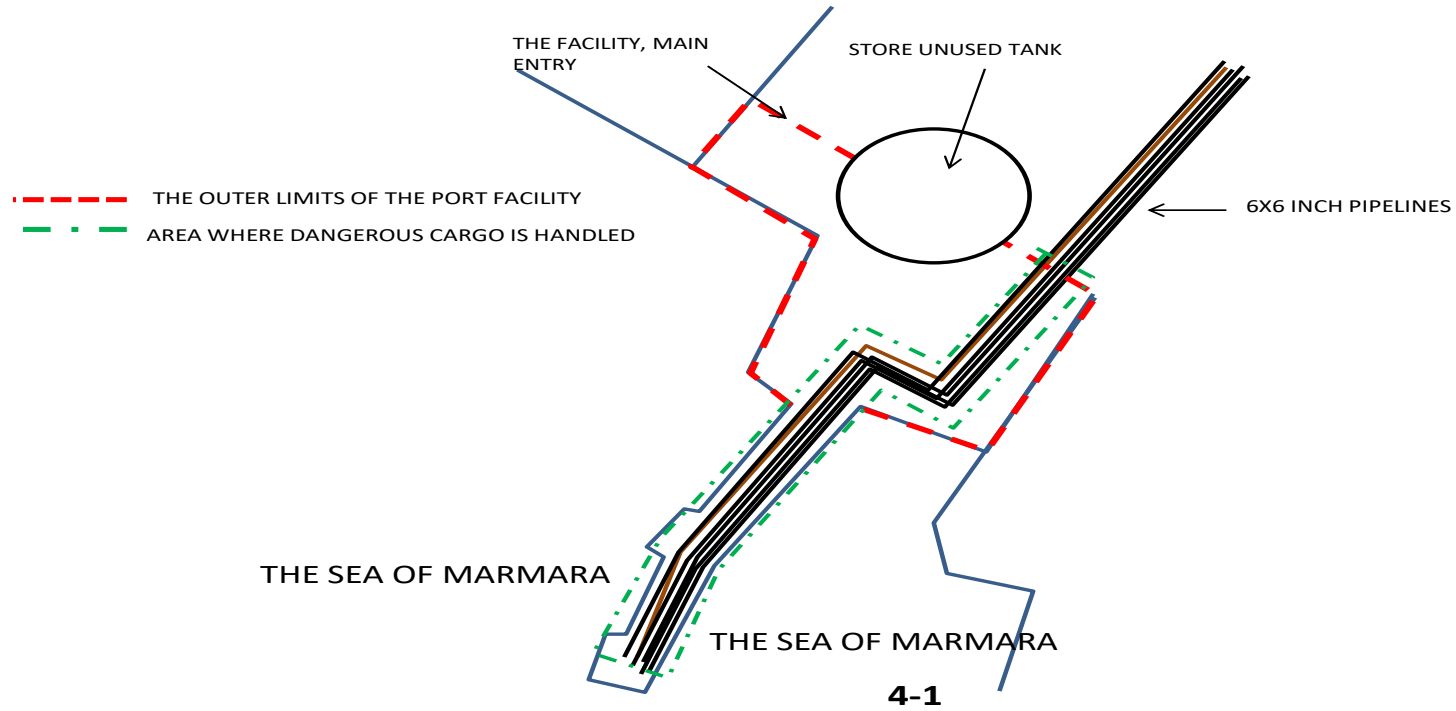 THE FACILITY, MAIN
ENTRY
STORE UNUSED TANK
THE OUTER LIMITS OF THE PORT FACILITY
6X6 INCH PIPELINES
AREA WHERE DANGEROUS CARGO IS HANDLED
THE SEA OF MARMARA
THE SEA OF MARMARA
4-1